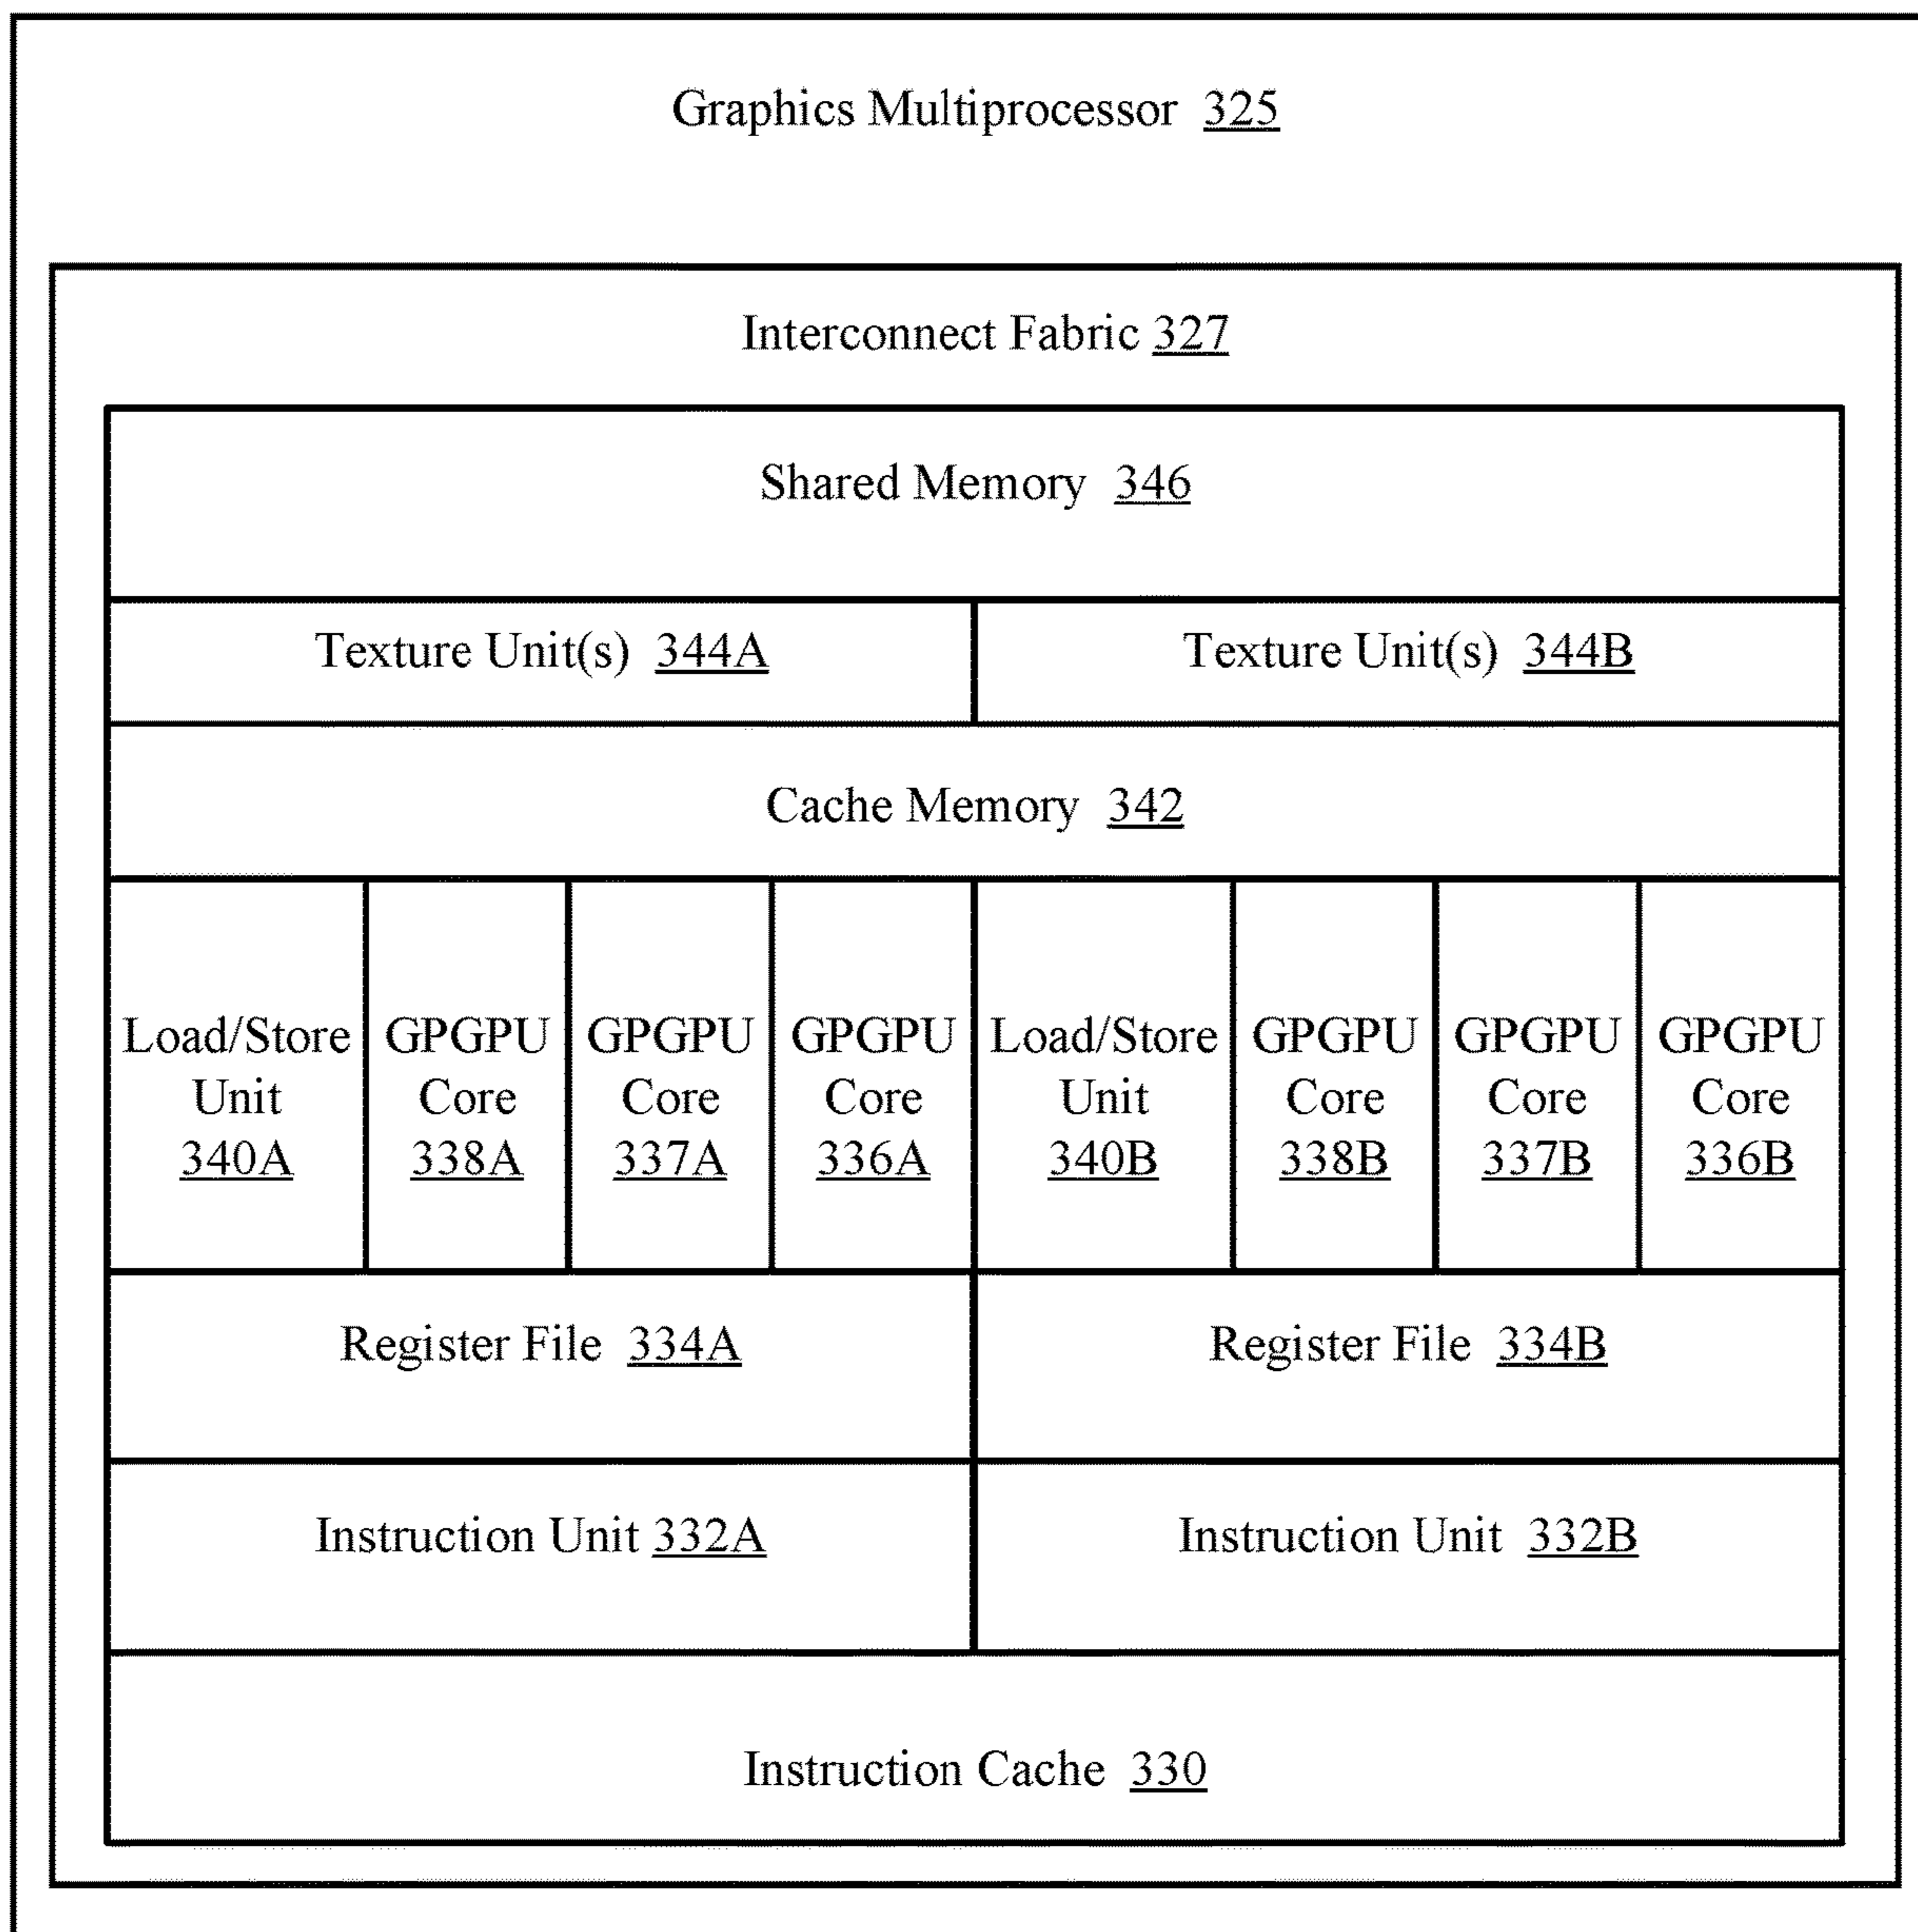 Graphics Multiprocessor 325
Interconnect Fabric 327
Shared Memory 346
Texture Unit(s) 344A
Texture Unit(s) 344B
Cache Memory 342
Load/Store
Unit
340A
GPGPU
Core
338A
GPGPU
Core
337A
GPGPU
Core
336A
Load/Store
Unit
340B
GPGPU
Core
338B
GPGPU
Core
337B
GPGPU
Core
336B
Register File 334A
Register File 334B
Instruction Unit 332A
Instruction Unit 332B
Instruction Cache 330